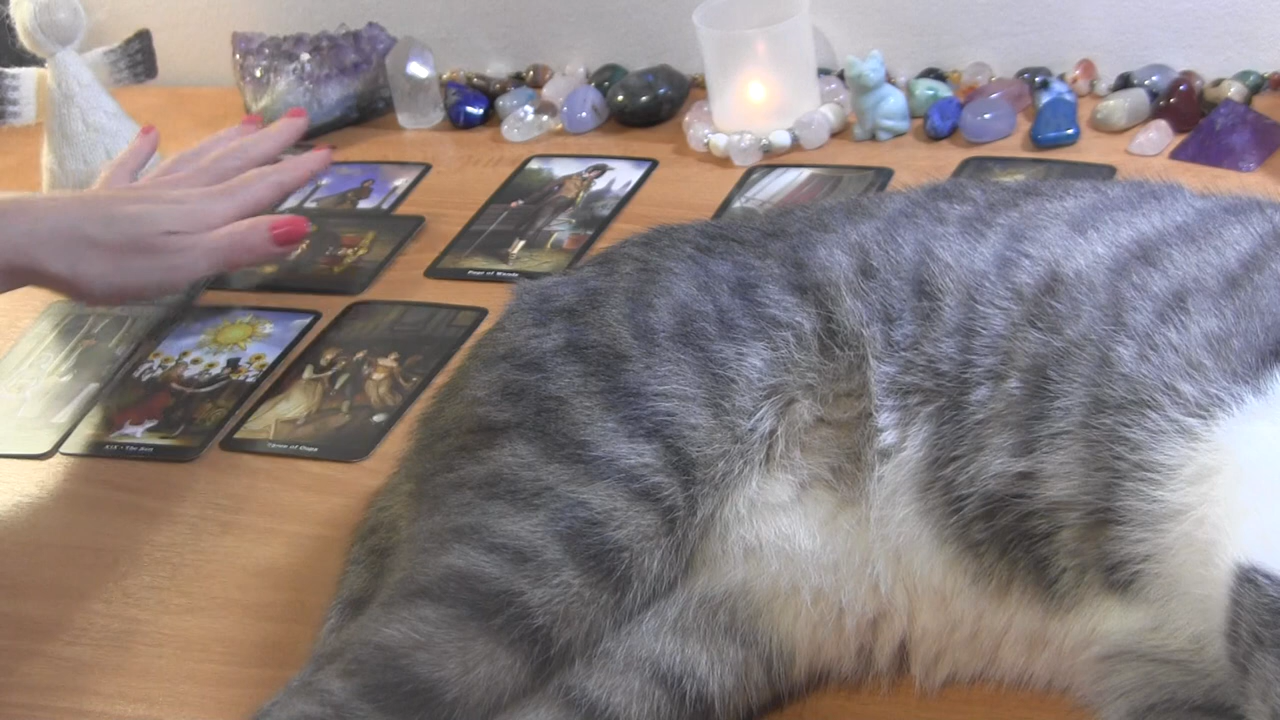 Page of Wands
XIX • The Sun
Three of Cups